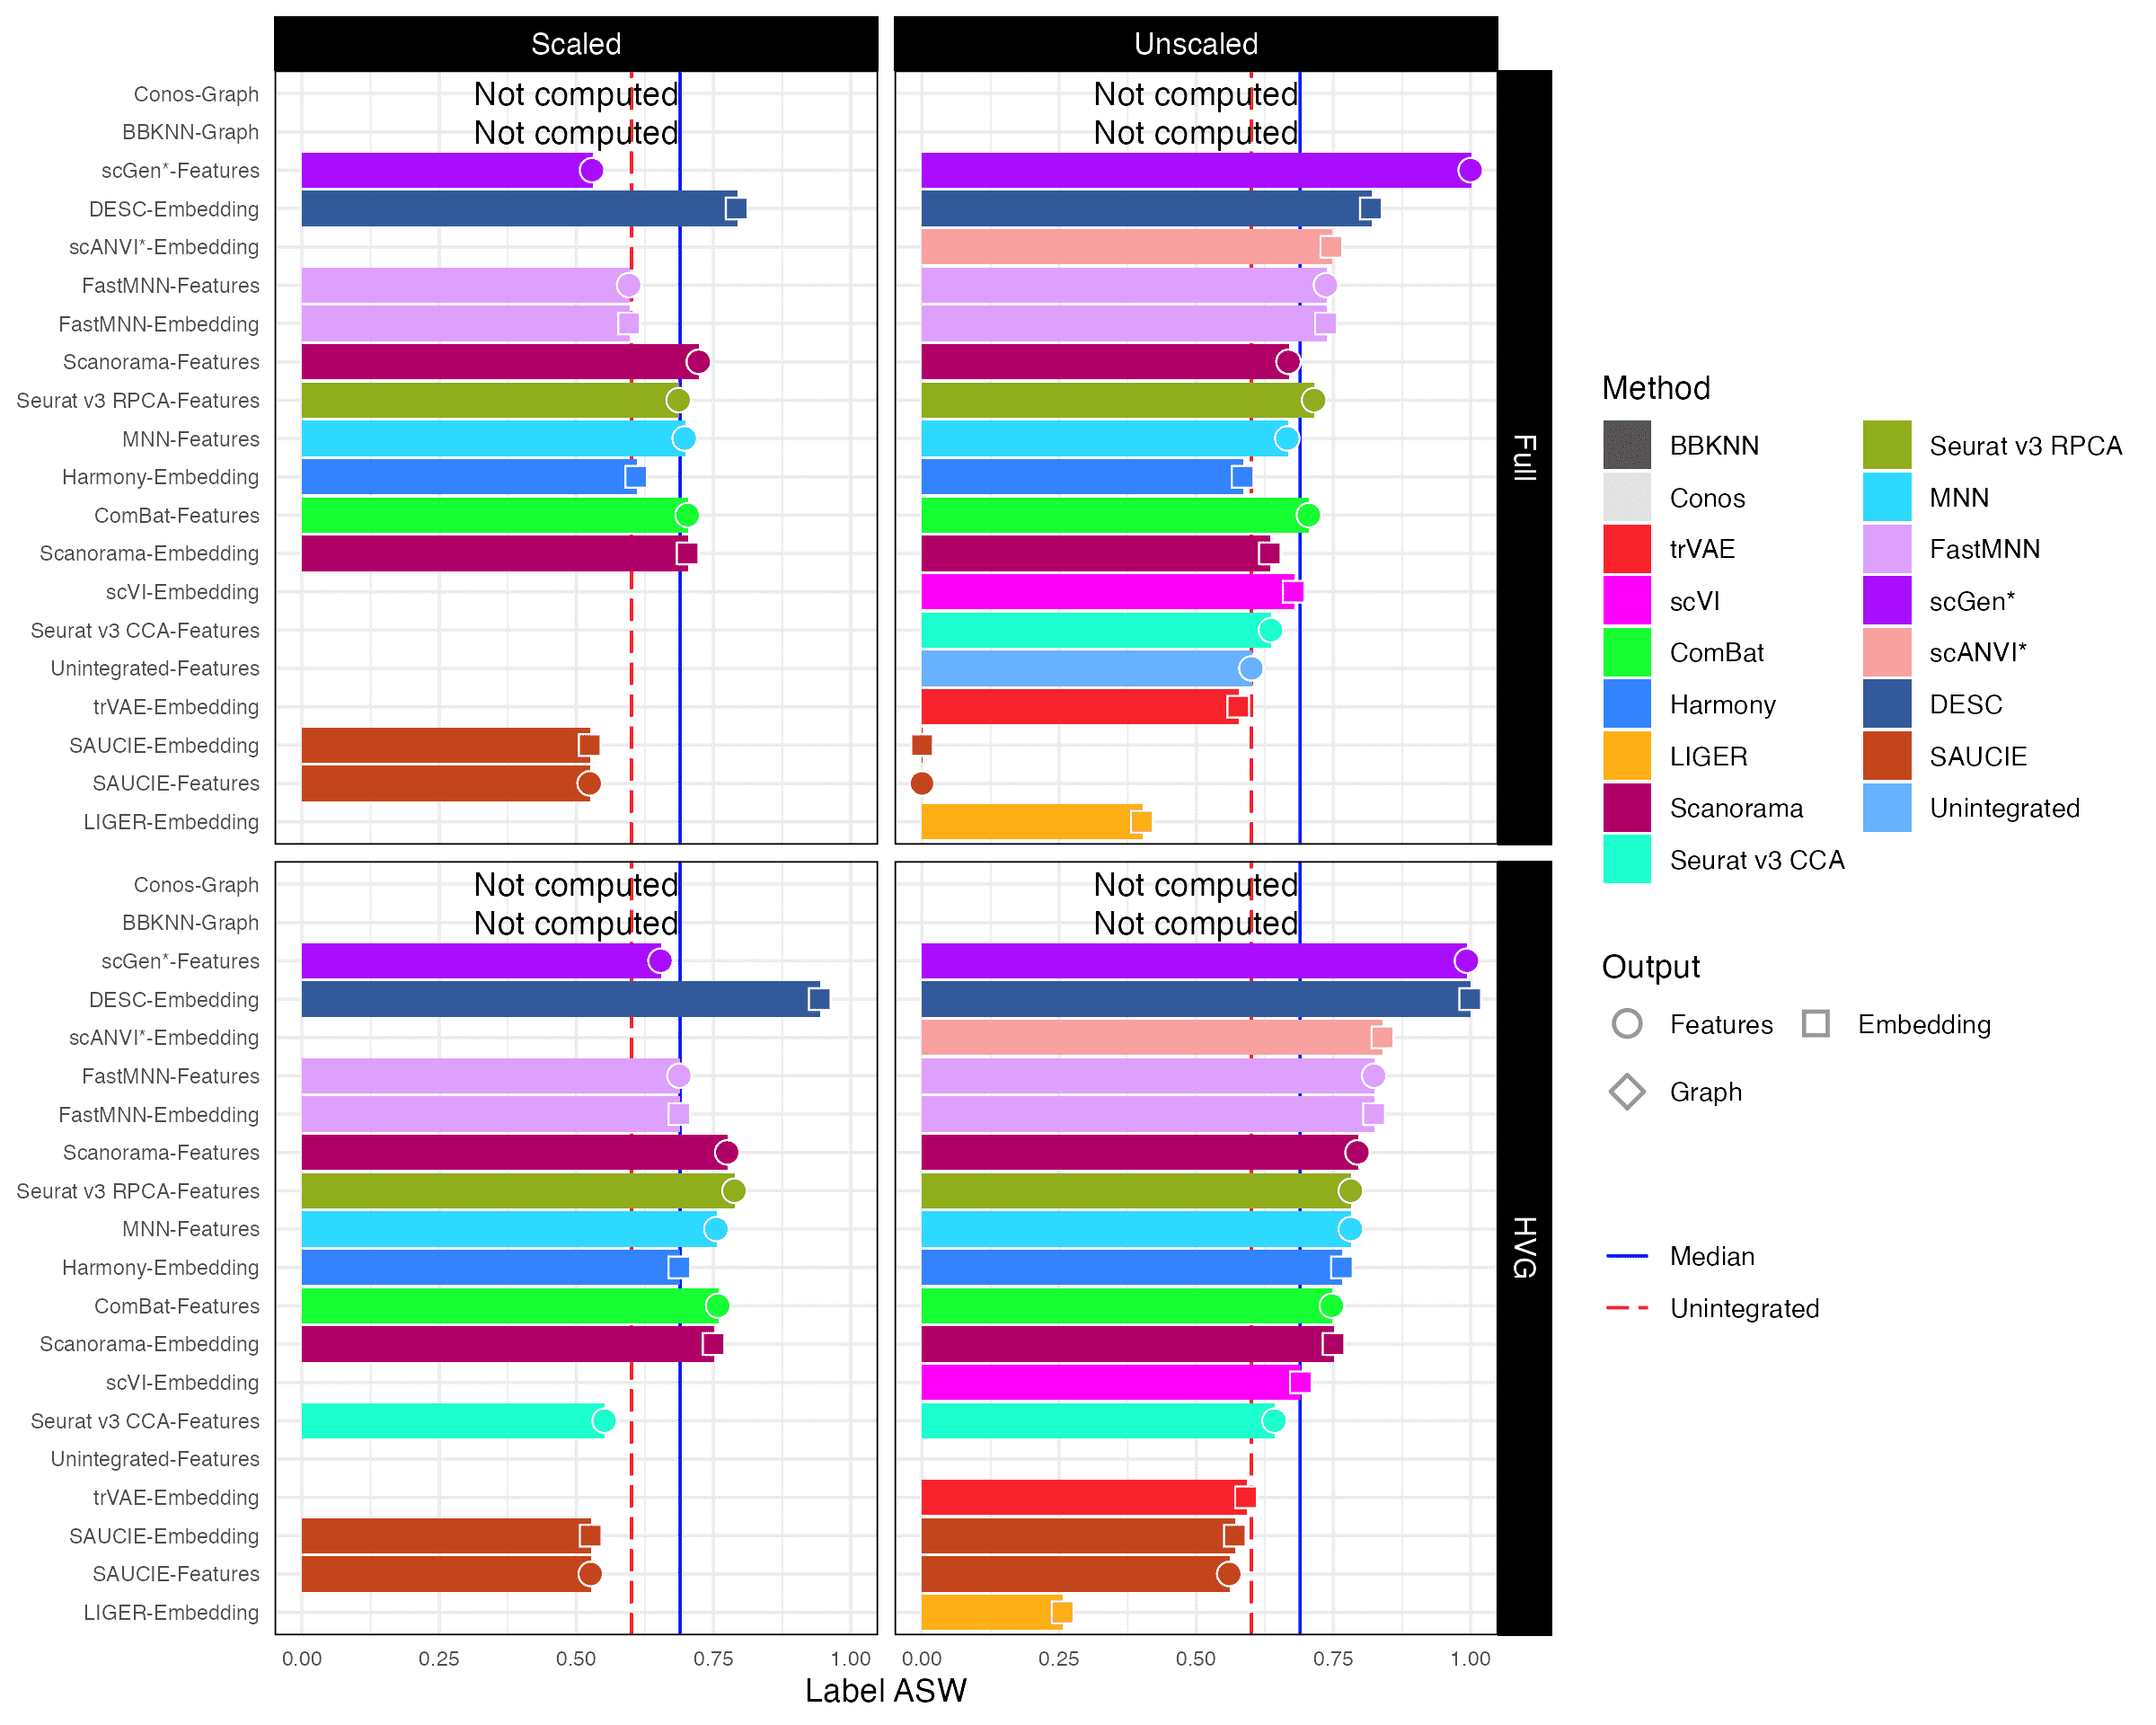 Scaled
Unscaled
Full
Conos-Graph
Not computed
Not computed
BBKNN-Graph
Not computed
Not computed
scGen*-Features
DESC-Embedding
scANVI*-Embedding
FastMNN-Features
FastMNN-Embedding
Scanorama-Features
Seurat v3 RPCA-Features
MNN-Features
Harmony-Embedding
ComBat-Features
Scanorama-Embedding
scVI-Embedding
Seurat v3 CCA-Features
Unintegrated-Features
trVAE-Embedding
SAUCIE-Embedding
SAUCIE-Features
LIGER-Embedding
HVG
Conos-Graph
Not computed
Not computed
BBKNN-Graph
Not computed
Not computed
scGen*-Features
DESC-Embedding
scANVI*-Embedding
FastMNN-Features
FastMNN-Embedding
Scanorama-Features
Seurat v3 RPCA-Features
MNN-Features
Harmony-Embedding
ComBat-Features
Scanorama-Embedding
scVI-Embedding
Seurat v3 CCA-Features
Unintegrated-Features
trVAE-Embedding
SAUCIE-Embedding
SAUCIE-Features
LIGER-Embedding
0.00 0.25 0.50 0.75 1.00
0.00 0.25 0.50 0.75 1.00
Label ASW
Method
BBKNN
Conos
trVAE
scVI
ComBat
Harmony
LIGER
Scanorama
Seurat v3 CCA
Seurat v3 RPCA
MNN
FastMNN
scGen*
scANVI*
DESC
SAUCIE
Unintegrated
Output
Features
Embedding
Graph
Median
Unintegrated